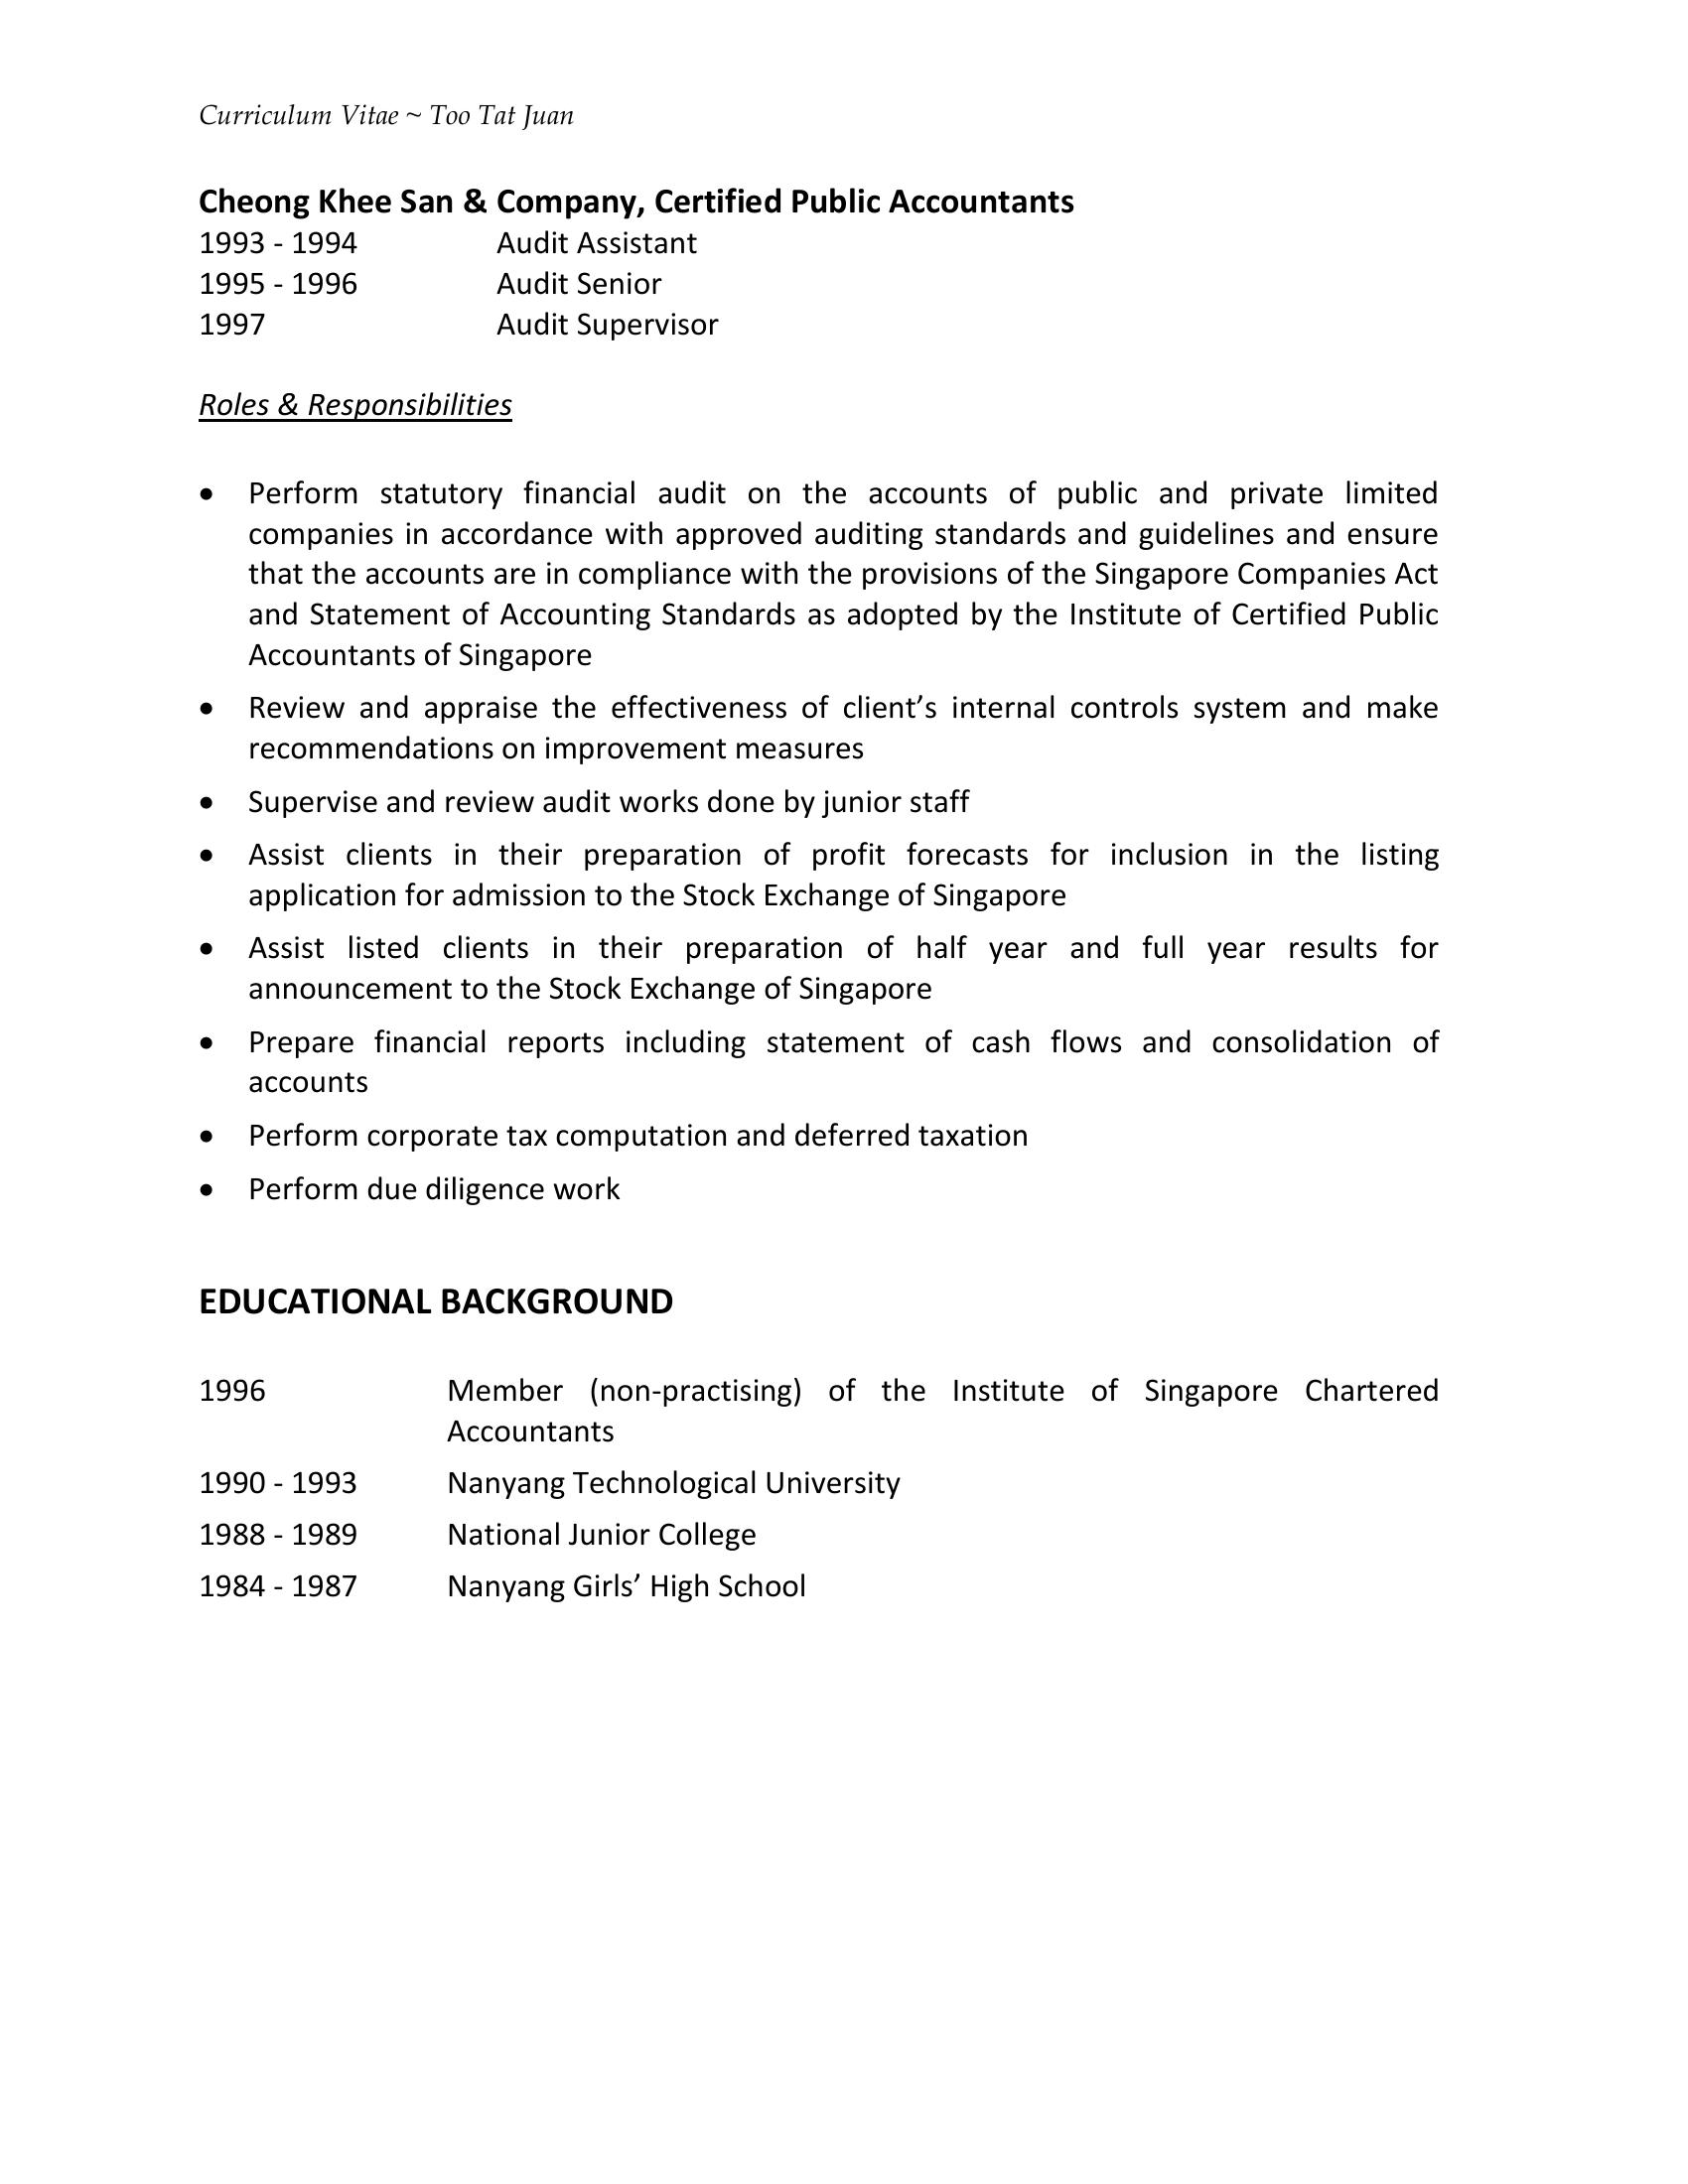 Curriculum Vitae ~ Too Tat Juan
Cheong Khee San & Company, Certified Public Accountants
1993 - 1994 Audit Assistant
1995 - 1996 Audit Senior
1997 Audit Supervisor
Roles & Responsibilities
• Perform statutory financial audit on the accounts of public and private limited
companies in accordance with approved auditing standards and guidelines and ensure
that the accounts are in compliance with the provisions of the Singapore Companies Act
and Statement of Accounting Standards as adopted by the Institute of Certified Public
Accountants of Singapore
• Review and appraise the effectiveness of client’s internal controls system and make
recommendations on improvement measures
• Supervise and review audit works done by junior staff
• Assist clients in their preparation of profit forecasts for inclusion in the listing
application for admission to the Stock Exchange of Singapore
• Assist listed clients in their preparation of half year and full year results for
announcement to the Stock Exchange of Singapore
• Prepare financial reports including statement of cash flows and consolidation of
accounts
• Perform corporate tax computation and deferred taxation
• Perform due diligence work
EDUCATIONAL BACKGROUND
1996 Member (non-practising) of the Institute of Singapore Chartered
Accountants
1990 - 1993 Nanyang Technological University
1988 - 1989 National Junior College
1984 - 1987 Nanyang Girls’ High School